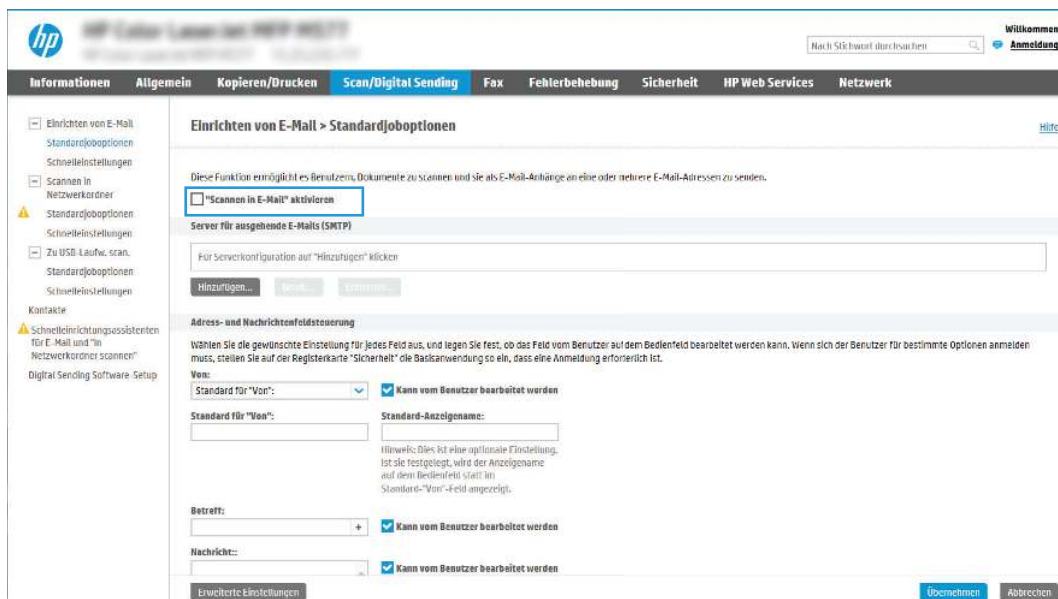 hp
Willkommen
Nach Stichwort durchsuchen
Anmeldung
Informationen Allgemein Kopieren/Drucken Scan/Digital Sending Fax Fehlerbehebung Sicherheit HP Web Services Netzwerk
Einrichten von E-Mail
Standardjoboptionen
Schnelleinstellungen
Scannen in
Netzwerkordner
Standardjoboptionen
Schnelleinstellungen
Zu USB-Laufw. scan.
Standardjoboptionen
Schnelleinstellungen
Kontakte
Schnelleinrichtungsassistenten
für E-Mail und "In
Netzwerkordner scannen"
Digital Sending Software-Setup
Einrichten von E-Mail > Standardjoboptionen
Hilfe
Diese Funktion ermöglicht es Benutzern, Dokumente zu scannen und sie als E-Mail-Anhänge an eine oder mehrere E-Mail-Adressen zu senden.
"Scannen in E-Mail" aktivieren
Server für ausgehende E-Mails (SMTP)
Für Serverkonfiguration auf "Hinzufügen" klicken
Hinzufügen...
Adress- und Nachrichtenfeldsteuerung
Wählen Sie die gewünschte Einstellung für jedes Feld aus, und legen Sie fest, ob das Feld vom Benutzer auf dem Bedienfeld bearbeitet werden kann. Wenn sich der Benutzer für bestimmte Optionen anmelden
muss, stellen Sie auf der Registerkarte "Sicherheit" die Basisanwendung so ein, dass eine Anmeldung erforderlich ist.
Von:
Standard für "Von": Kann vom Benutzer bearbeitet werden
Standard für "Von": Standard-Anzeigename:
Hinweis: Dies ist eine optionale Einstellung.
Ist sie festgelegt, wird der Anzeigename
auf dem Bedienfeld statt im
Standard-"Von"-Feld angezeigt.
Betreff:
+ Kann vom Benutzer bearbeitet werden
Nachricht::
Kann vom Benutzer bearbeitet werden
Erweiterte Einstellungen Übernehmen Abbrechen